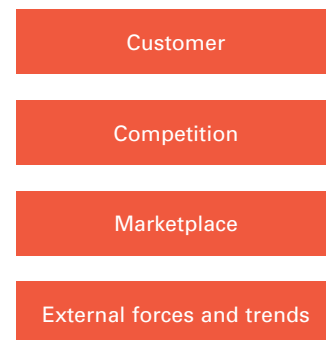 Customer
Competition
Marketplace
External forces and trends